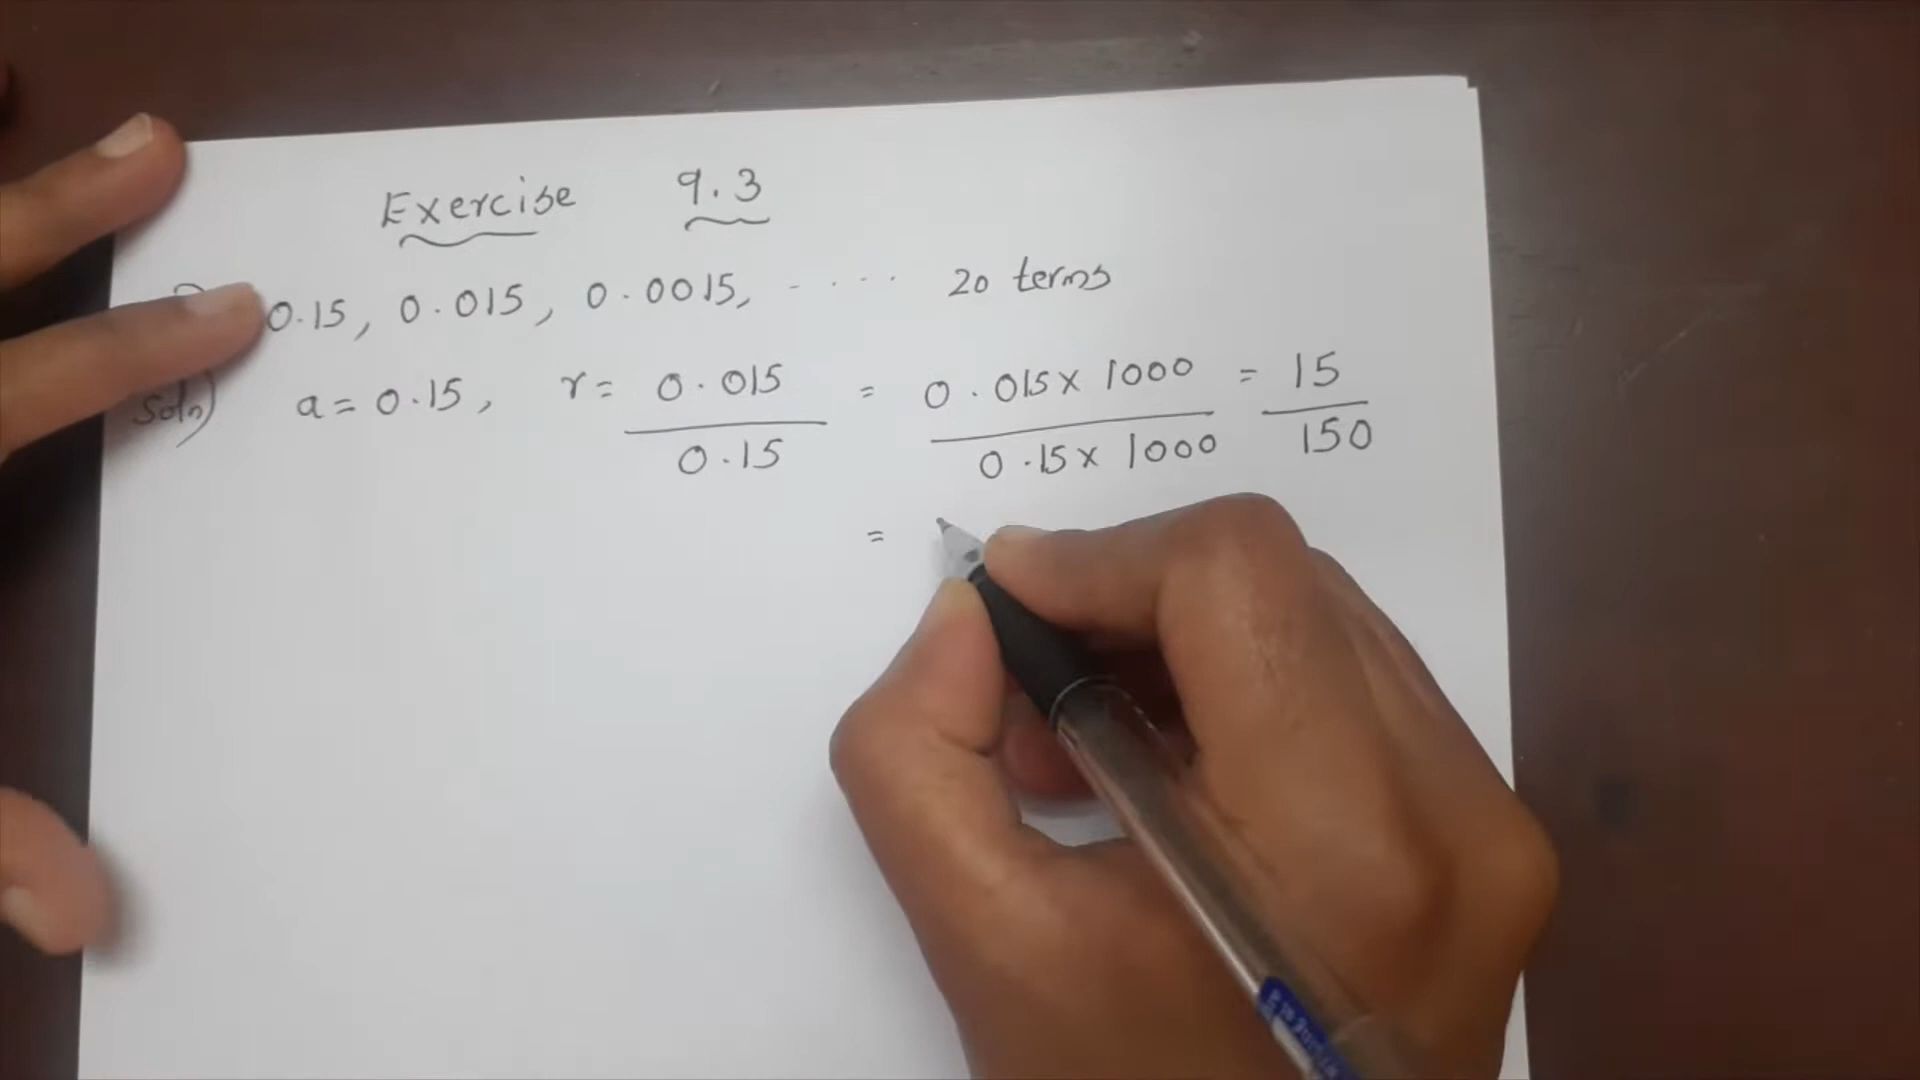 Exercise 9.3
0.15, 0.015, 0.0015, ..... 20 terms
Soln) a = 0.15, r = 0.015 / 0.15 = 0.015 x 1000 / 0.15 x 1000 = 15 / 150
=